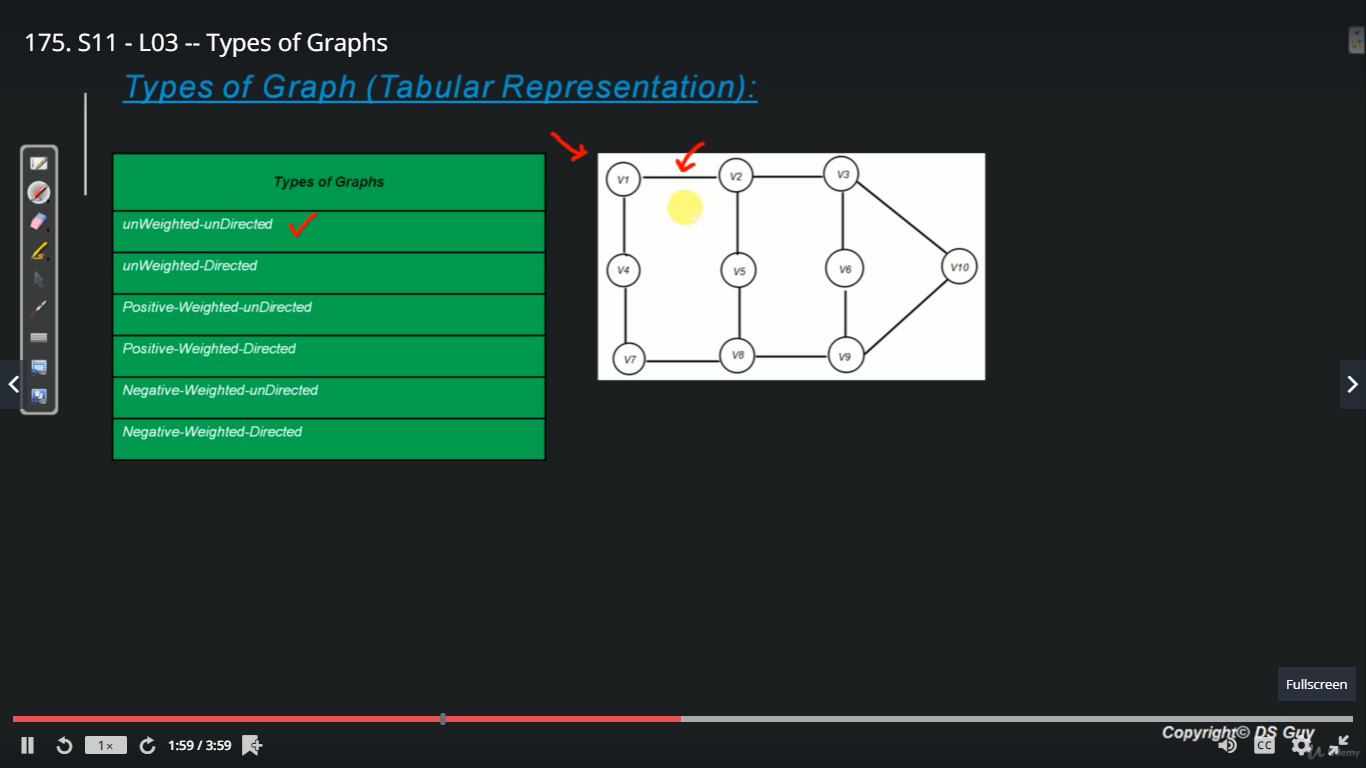 175. S11 - L03 -- Types of Graphs
Types of Graph (Tabular Representation):
Types of Graphs
unWeighted-unDirected
unWeighted-Directed
Positive-Weighted-unDirected
Positive-Weighted-Directed
Negative-Weighted-unDirected
Negative-Weighted-Directed
V1 V2 V3
V4 V5 V6 V10
V7 V8 V9
Fullscreen
Copyright© DS Guy
1x 1:59 / 3:59 CC